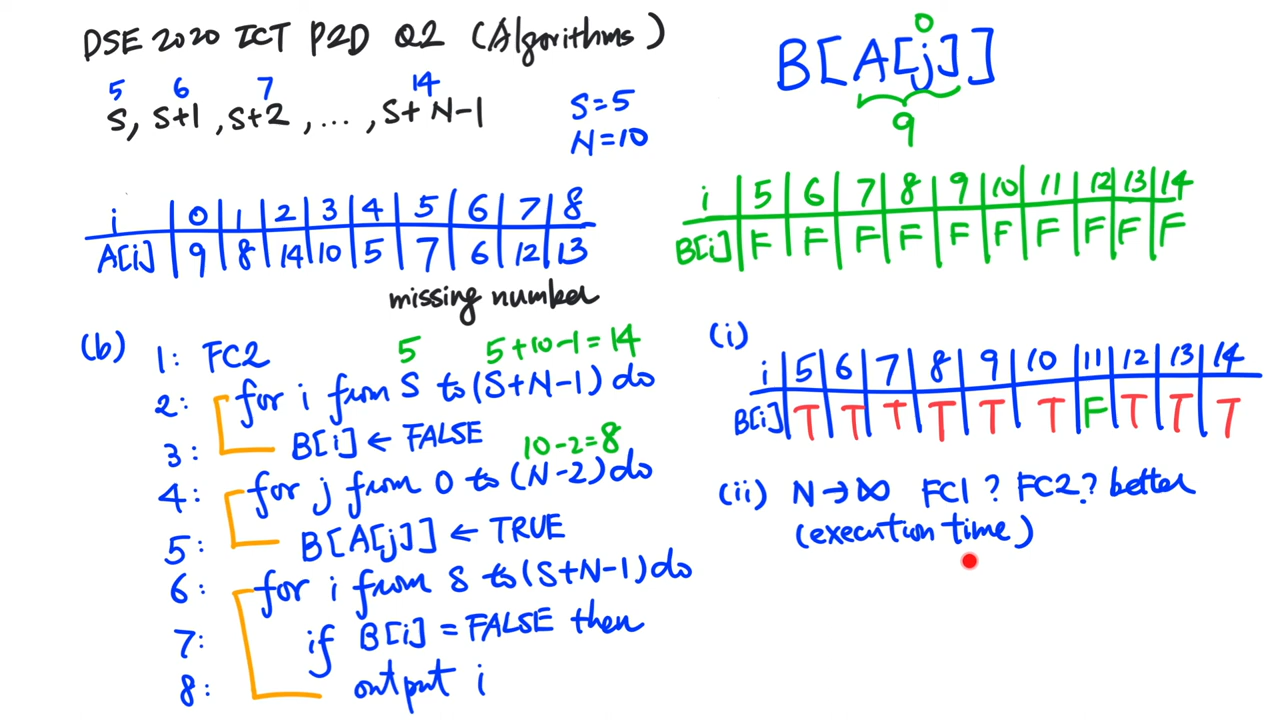 DSE 2020 ICT P2D Q2 (Algorithms)
5 6 7 14
S, S+1, S+2, ..., S+N-1
S=5
N=10
0
B[A[j]]
9
i 0 1 2 3 4 5 6 7 8
A[i] 9 8 14 10 5 7 6 12 13
missing number
i 5 6 7 8 9 10 11 12 13 14
B[i] F F F F F F F F F F
(b)
1: FC2
5 5+10-1=14
2: for i from S to (S+N-1) do
3: B[i] ← FALSE
10-2=8
4: for j from 0 to (N-2) do
5: B[A[j]] ← TRUE
6: for i from S to (S+N-1) do
7: if B[i] = FALSE then
8: output i
(i)
i 5 6 7 8 9 10 11 12 13 14
B[i] T T T T T T F T T T
(ii) N→∞ FC1? FC2? better
(execution time)